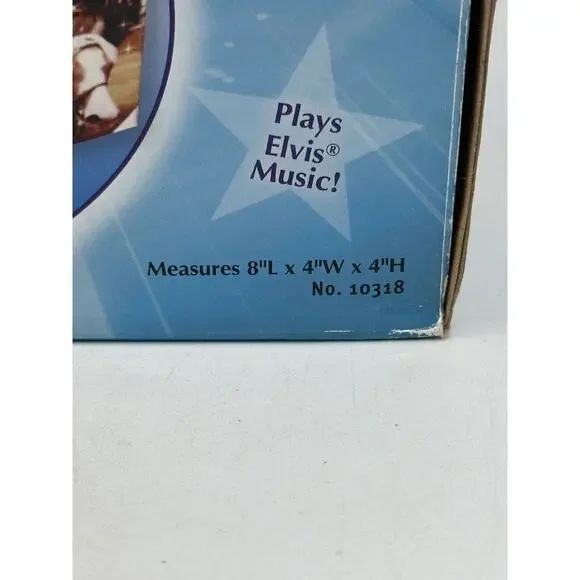 Plays
Elvis®
Music!
Measures 8"L x 4"W x 4"H
No. 10318